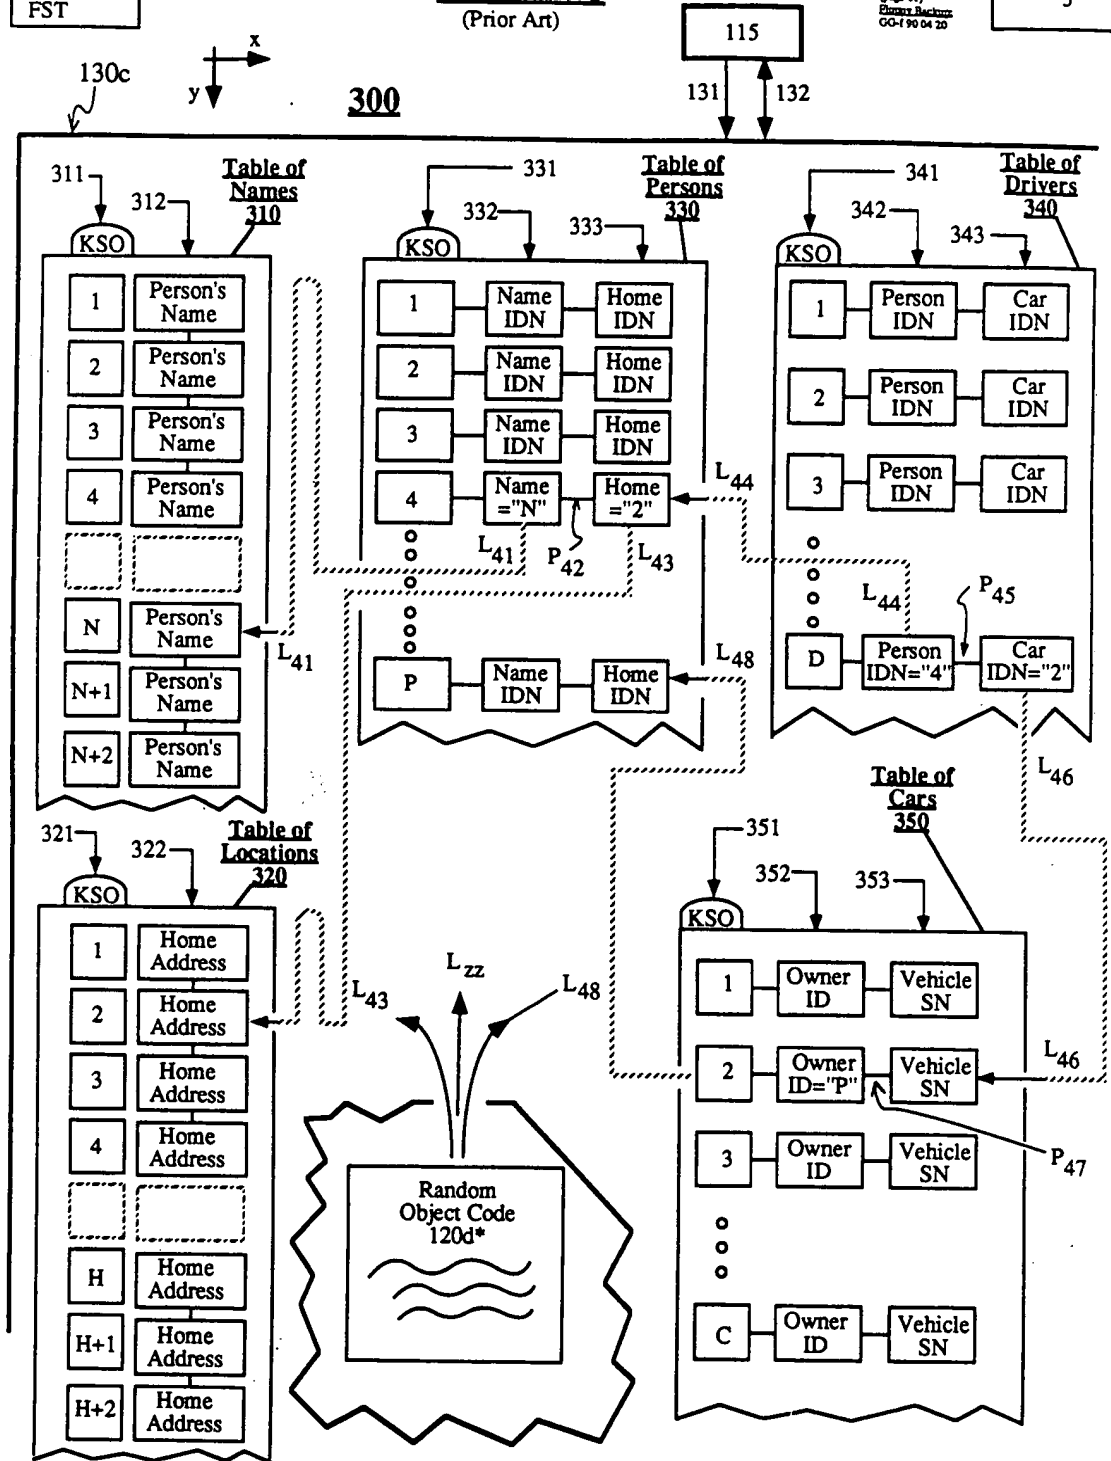 FST
(Prior Art)
GG-f 90 04 20
115
x
y
130c
300
131
132
311
312
Table of
Names
310
331
332
333
Table of
Persons
330
341
342
343
Table of
Drivers
340
KSO
1
Person's
Name
2
Person's
Name
3
Person's
Name
4
Person's
Name
N
Person's
Name
N+1
Person's
Name
N+2
Person's
Name
L41
KSO
1
Name
IDN
Home
IDN
2
Name
IDN
Home
IDN
3
Name
IDN
Home
IDN
4
Name
="N"
Home
="2"
L41
P42
L43
L44
P
Name
IDN
Home
IDN
L48
KSO
1
Person
IDN
Car
IDN
2
Person
IDN
Car
IDN
3
Person
IDN
Car
IDN
L44
P45
D
Person
IDN="4"
Car
IDN="2"
L46
321
322
Table of
Locations
320
KSO
1
Home
Address
2
Home
Address
3
Home
Address
4
Home
Address
H
Home
Address
H+1
Home
Address
H+2
Home
Address
L43
Lzz
L48
Random
Object Code
120d*
Table of
Cars
350
351
352
353
KSO
1
Owner
ID
Vehicle
SN
2
Owner
ID="P"
Vehicle
SN
L46
3
Owner
ID
Vehicle
SN
P47
C
Owner
ID
Vehicle
SN